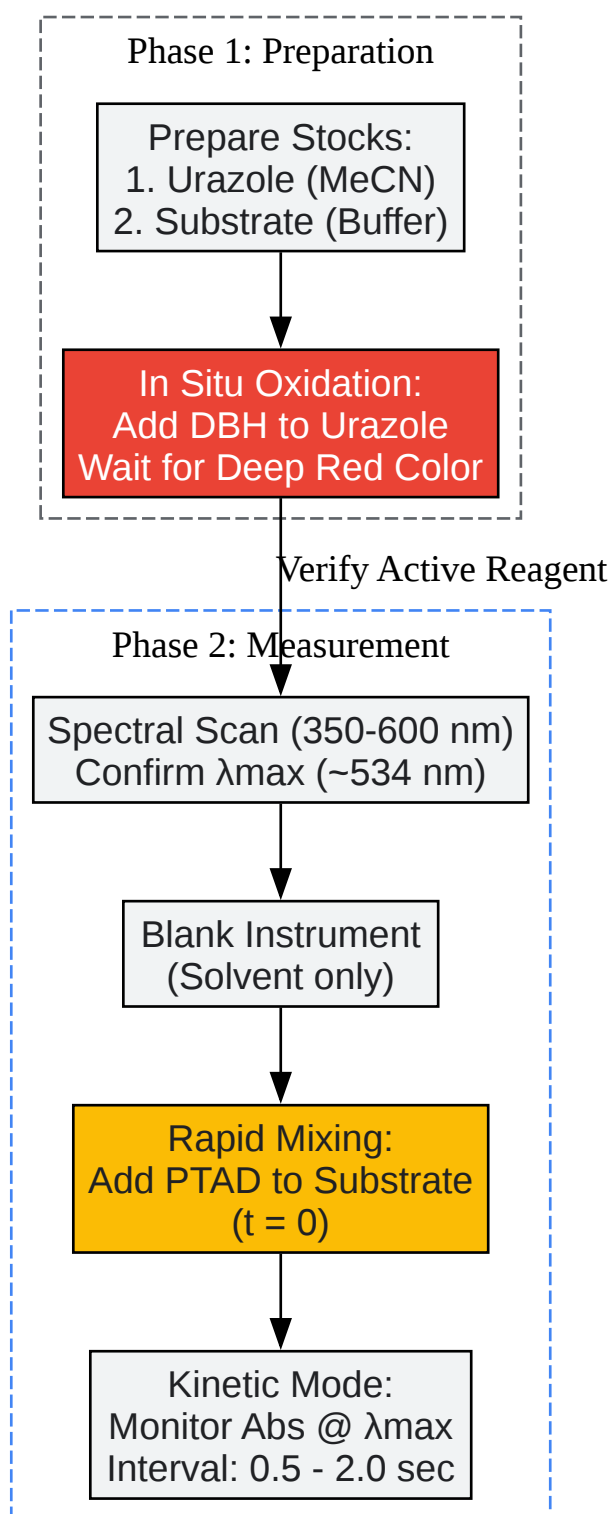 Phase 1: Preparation
Prepare Stocks:
1. Urazole (MeCN)
2. Substrate (Buffer)
In Situ Oxidation:
Add DBH to Urazole
Wait for Deep Red Color
Verify Active Reagent
Phase 2: Measurement
Spectral Scan (350-600 nm)
Confirm λmax (~534 nm)
Blank Instrument
(Solvent only)
Rapid Mixing:
Add PTAD to Substrate
(t = 0)
Kinetic Mode:
Monitor Abs @ λmax
Interval: 0.5 - 2.0 sec